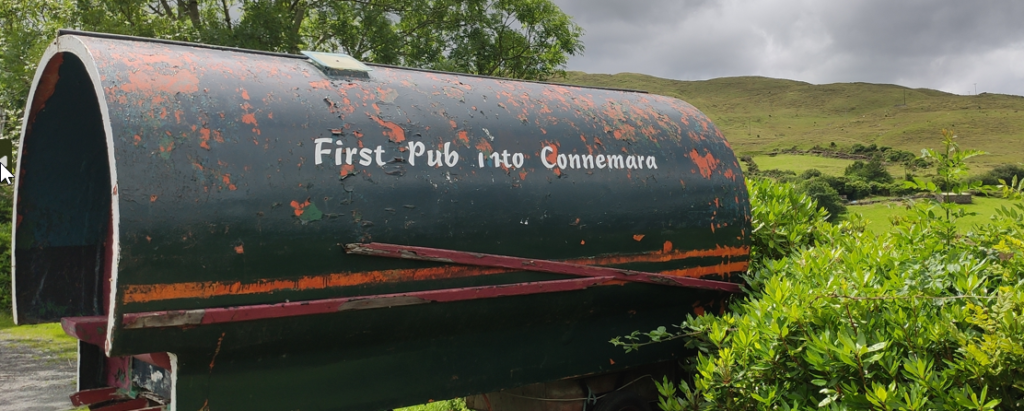 First Pub into Connemara